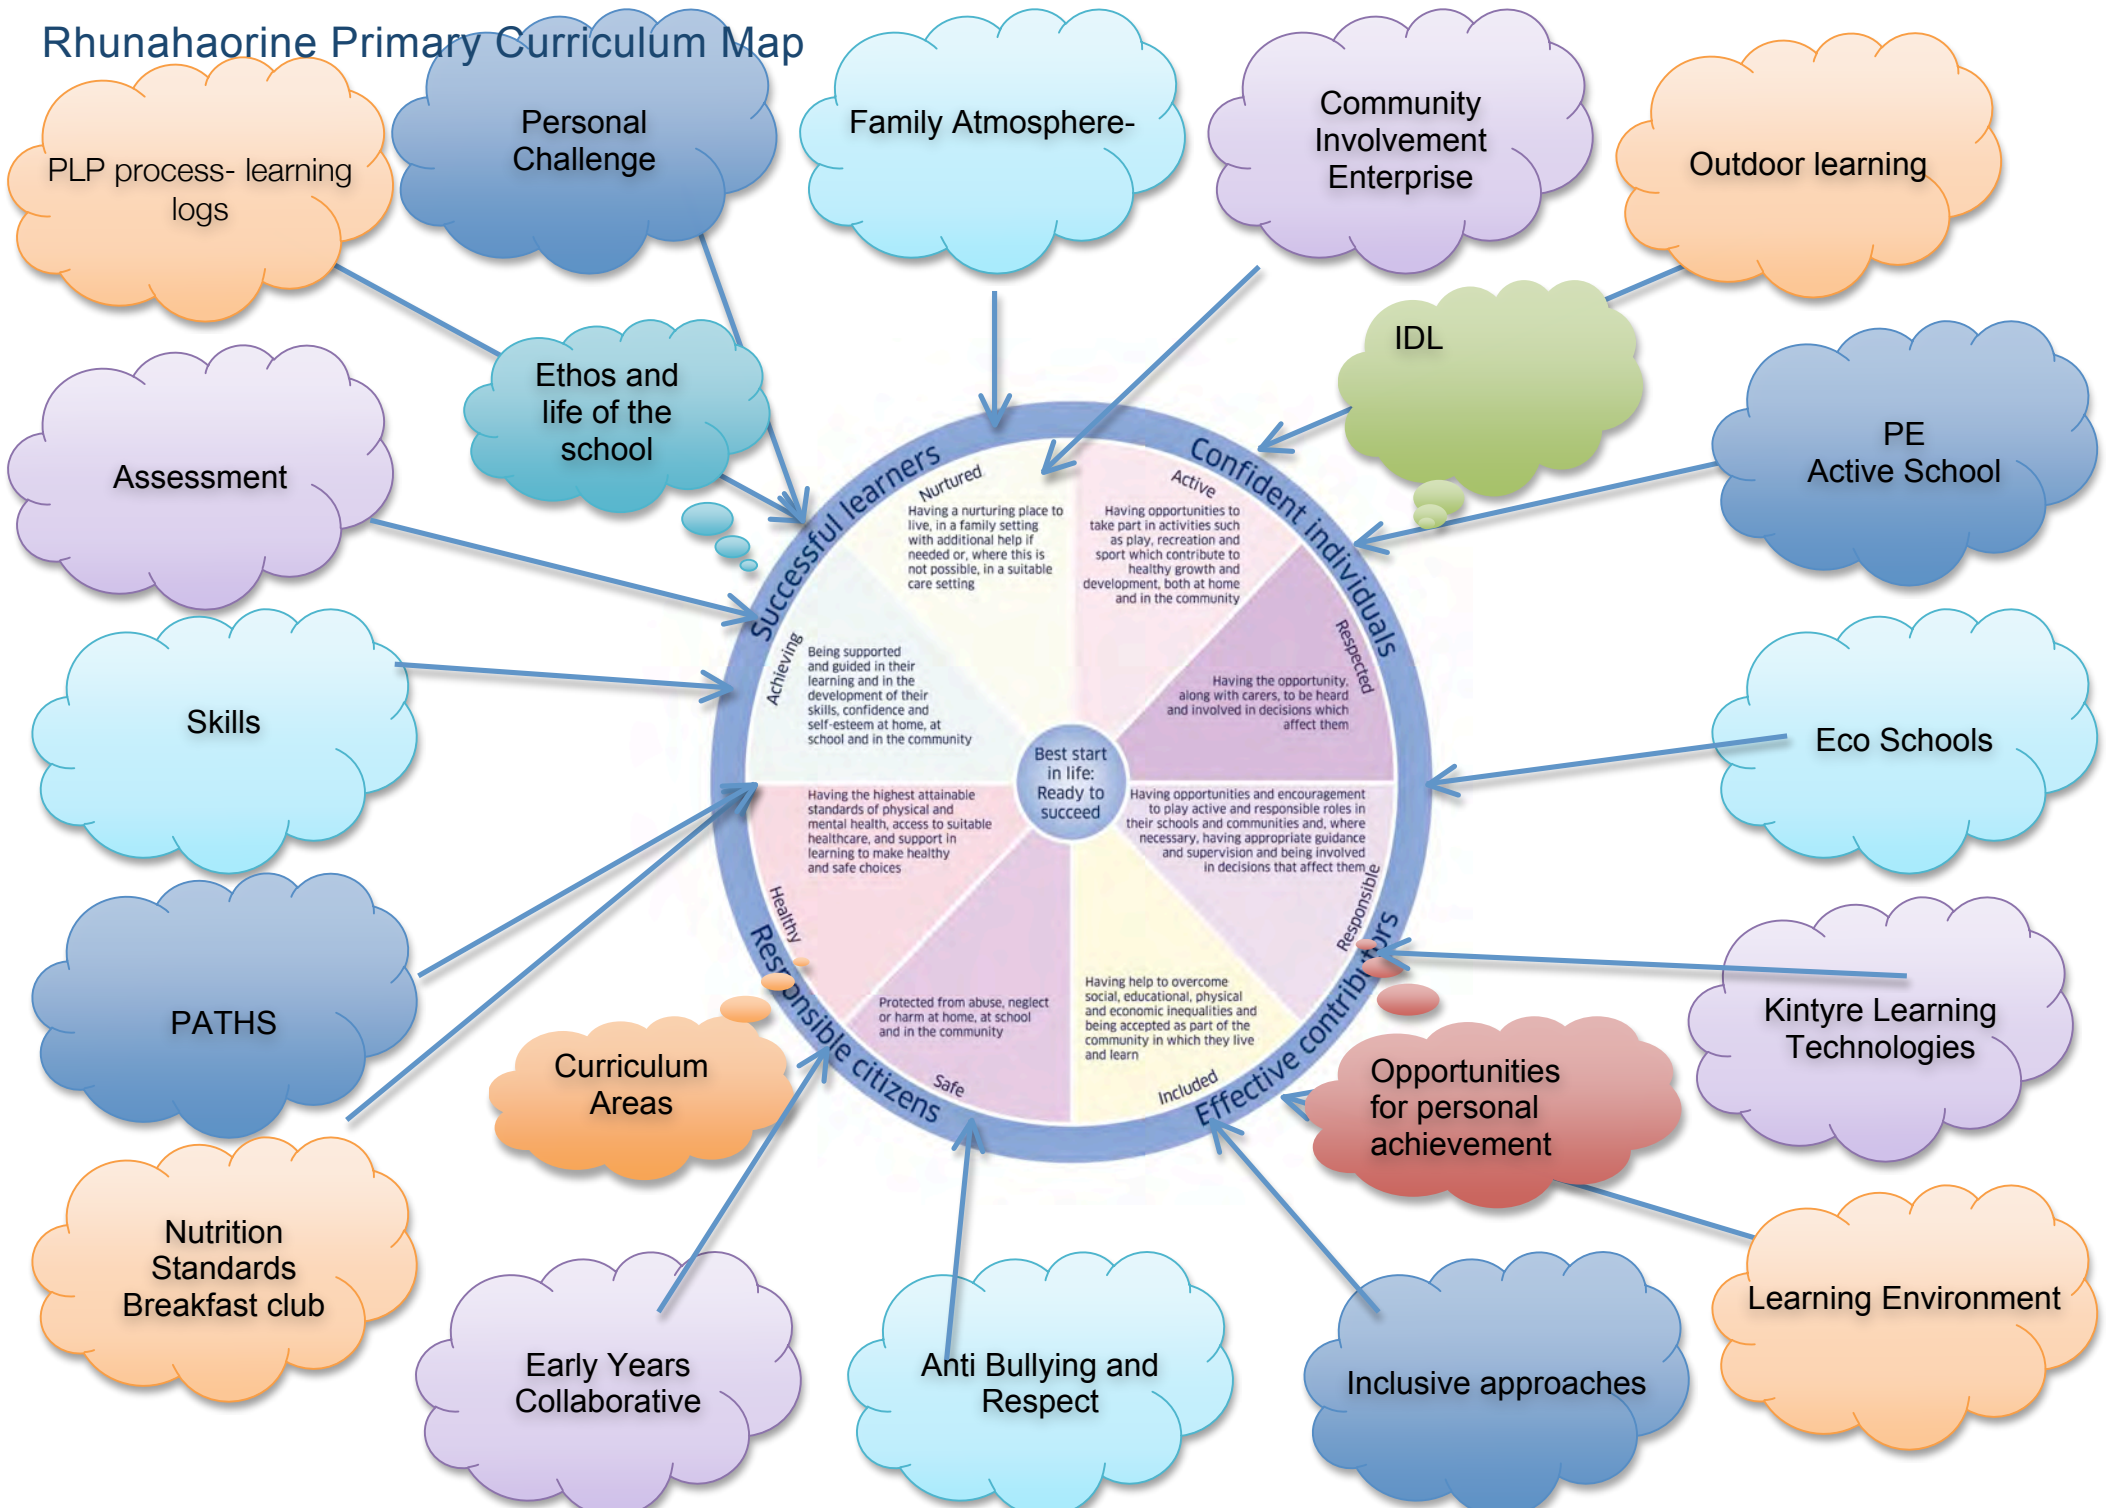 Rhunahaorine Primary Curriculum Map
PLP process- learning
logs
Personal
Challenge
Family Atmosphere-
Community
Involvement
Enterprise
Outdoor learning
Ethos and
life of the
school
IDL
Assessment
PE
Active School
Skills
Eco Schools
PATHS
Kintyre Learning
Technologies
Nutrition
Standards
Breakfast club
Curriculum
Areas
Opportunities
for personal
achievement
Early Years
Collaborative
Anti Bullying and
Respect
Inclusive approaches
Learning Environment
Successful learners
Confident individuals
Responsible citizens
Effective contributors
Nurtured
Having a nurturing place to
live, in a family setting
with additional help if
needed or, where this is
not possible, in a suitable
care setting
Active
Having opportunities to
take part in activities such
as play, recreation and
sport which contribute to
healthy growth and
development, both at home
and in the community
Respected
Having the opportunity,
along with carers, to be heard
and involved in decisions which
affect them
Responsible
Having opportunities and encouragement
to play active and responsible roles in
their schools and communities and, where
necessary, having appropriate guidance
and supervision and being involved
in decisions that affect them
Included
Having help to overcome
social, educational, physical
and economic inequalities and
being accepted as part of the
community in which they live
and learn
Safe
Protected from abuse, neglect
or harm at home, at school
and in the community
Healthy
Having the highest attainable
standards of physical and
mental health, access to suitable
healthcare, and support in
learning to make healthy
and safe choices
Achieving
Being supported
and guided in their
learning and in the
development of their
skills, confidence and
self-esteem at home, at
school and in the community
Best start
in life:
Ready to
succeed